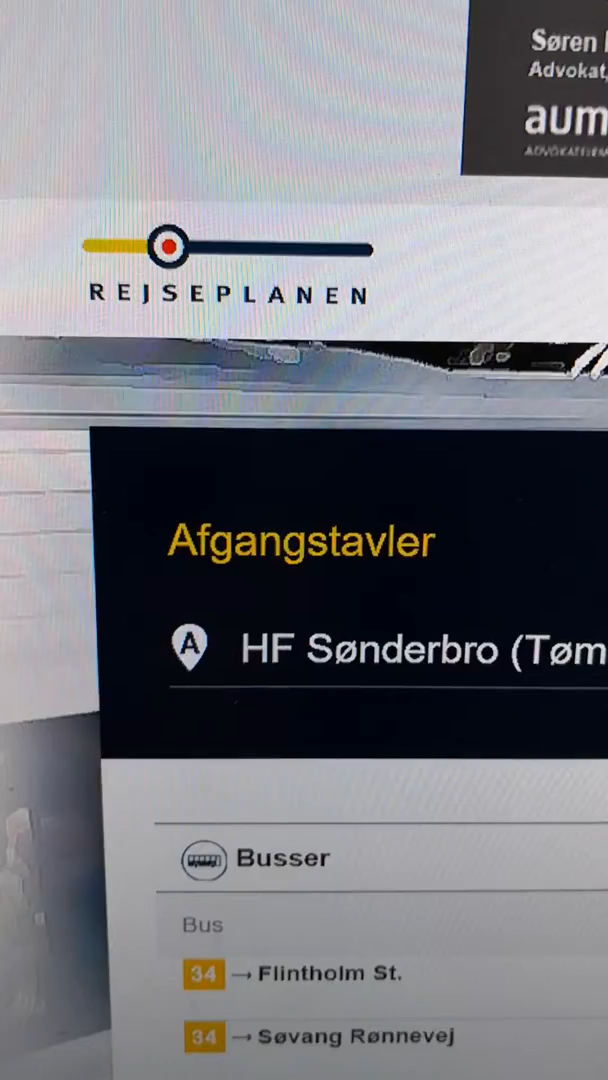 Søren
Advokat,
aum
REJSEPLANEN
Afgangstavler
A HF Sønderbro (Tøm
Busser
Bus
34 → Flintholm St.
34 → Søvang Rønnevej